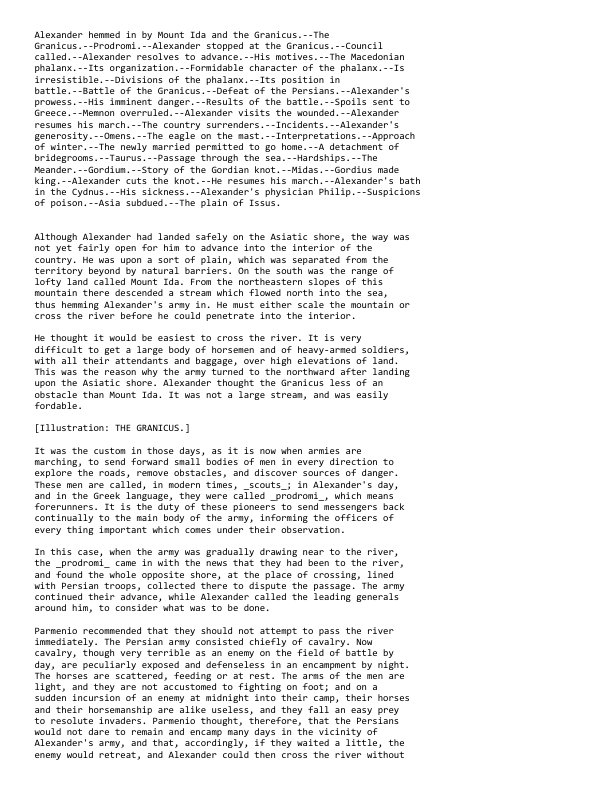 Alexander hemmed in by Mount Ida and the Granicus.--The
Granicus.--Prodromi.--Alexander stopped at the Granicus.--Council
called.--Alexander resolves to advance.--His motives.--The Macedonian
phalanx.--Its organization.--Formidable character of the phalanx.--Is
irresistible.--Divisions of the phalanx.--Its position in
battle.--Battle of the Granicus.--Defeat of the Persians.--Alexander's
prowess.--His imminent danger.--Results of the battle.--Spoils sent to
Greece.--Memnon overruled.--Alexander visits the wounded.--Alexander
resumes his march.--The country surrenders.--Incidents.--Alexander's
generosity.--Omens.--The eagle on the mast.--Interpretations.--Approach
of winter.--The newly married permitted to go home.--A detachment of
bridegrooms.--Taurus.--Passage through the sea.--Hardships.--The
Meander.--Gordium.--Story of the Gordian knot.--Midas.--Gordius made
king.--Alexander cuts the knot.--He resumes his march.--Alexander's bath
in the Cydnus.--His sickness.--Alexander's physician Philip.--Suspicions
of poison.--Asia subdued.--The plain of Issus.
Although Alexander had landed safely on the Asiatic shore, the way was
not yet fairly open for him to advance into the interior of the
country. He was upon a sort of plain, which was separated from the
territory beyond by natural barriers. On the south was the range of
lofty land called Mount Ida. From the northeastern slopes of this
mountain there descended a stream which flowed north into the sea,
thus hemming Alexander's army in. He must either scale the mountain or
cross the river before he could penetrate into the interior.
He thought it would be easiest to cross the river. It is very
difficult to get a large body of horsemen and of heavy-armed soldiers,
with all their attendants and baggage, over high elevations of land.
This was the reason why the army turned to the northward after landing
upon the Asiatic shore. Alexander thought the Granicus less of an
obstacle than Mount Ida. It was not a large stream, and was easily
fordable.
[Illustration: THE GRANICUS.]
It was the custom in those days, as it is now when armies are
marching, to send forward small bodies of men in every direction to
explore the roads, remove obstacles, and discover sources of danger.
These men are called, in modern times, _scouts_; in Alexander's day,
and in the Greek language, they were called _prodromi_, which means
forerunners. It is the duty of these pioneers to send messengers back
continually to the main body of the army, informing the officers of
every thing important which comes under their observation.
In this case, when the army was gradually drawing near to the river,
the _prodromi_ came in with the news that they had been to the river,
and found the whole opposite shore, at the place of crossing, lined
with Persian troops, collected there to dispute the passage. The army
continued their advance, while Alexander called the leading generals
around him, to consider what was to be done.
Parmenio recommended that they should not attempt to pass the river
immediately. The Persian army consisted chiefly of cavalry. Now
cavalry, though very terrible as an enemy on the field of battle by
day, are peculiarly exposed and defenseless in an encampment by night.
The horses are scattered, feeding or at rest. The arms of the men are
light, and they are not accustomed to fighting on foot; and on a
sudden incursion of an enemy at midnight into their camp, their horses
and their horsemanship are alike useless, and they fall an easy prey
to resolute invaders. Parmenio thought, therefore, that the Persians
would not dare to remain and encamp many days in the vicinity of
Alexander's army, and that, accordingly, if they waited a little, the
enemy would retreat, and Alexander could then cross the river without